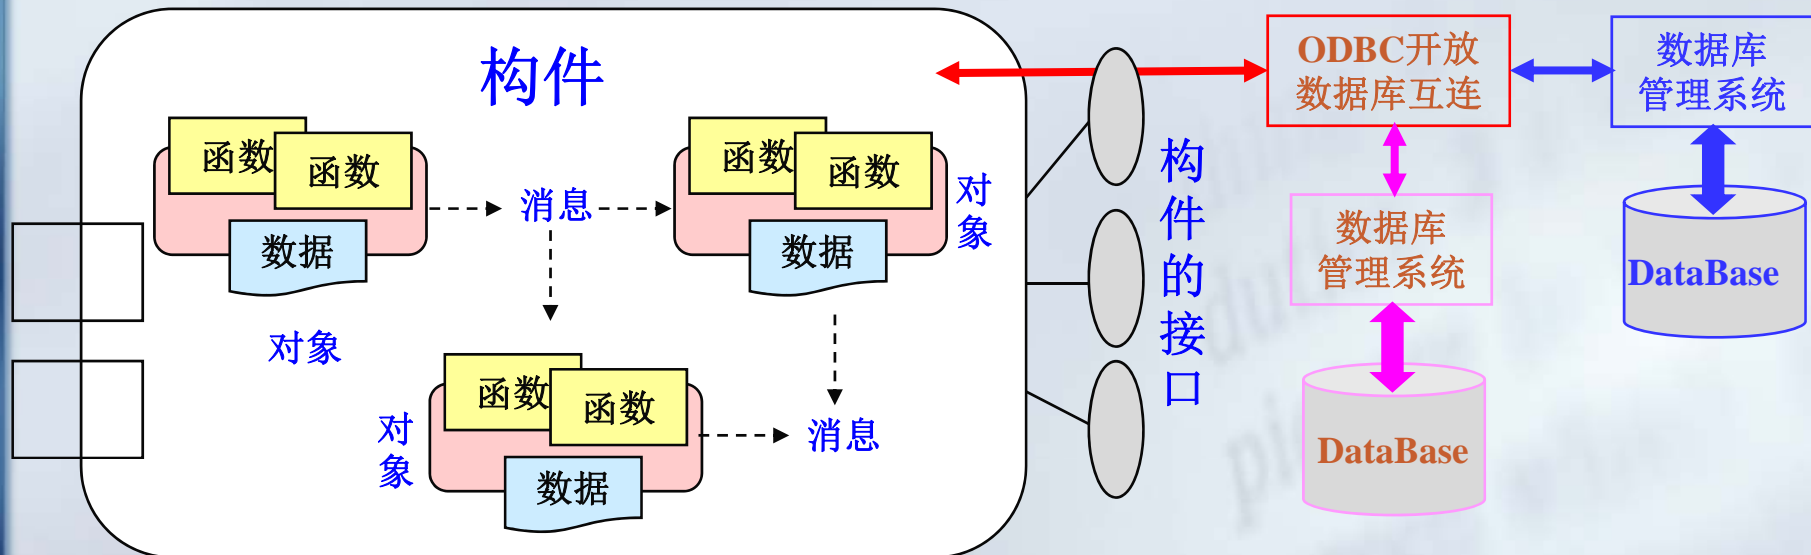 构件
函数
函数
数据
对象
消息
函数
函数
数据
对象
函数
函数
数据
对象
消息
构件的接口
ODBC开放
数据库互连
数据库
管理系统
DataBase
数据库
管理系统
DataBase